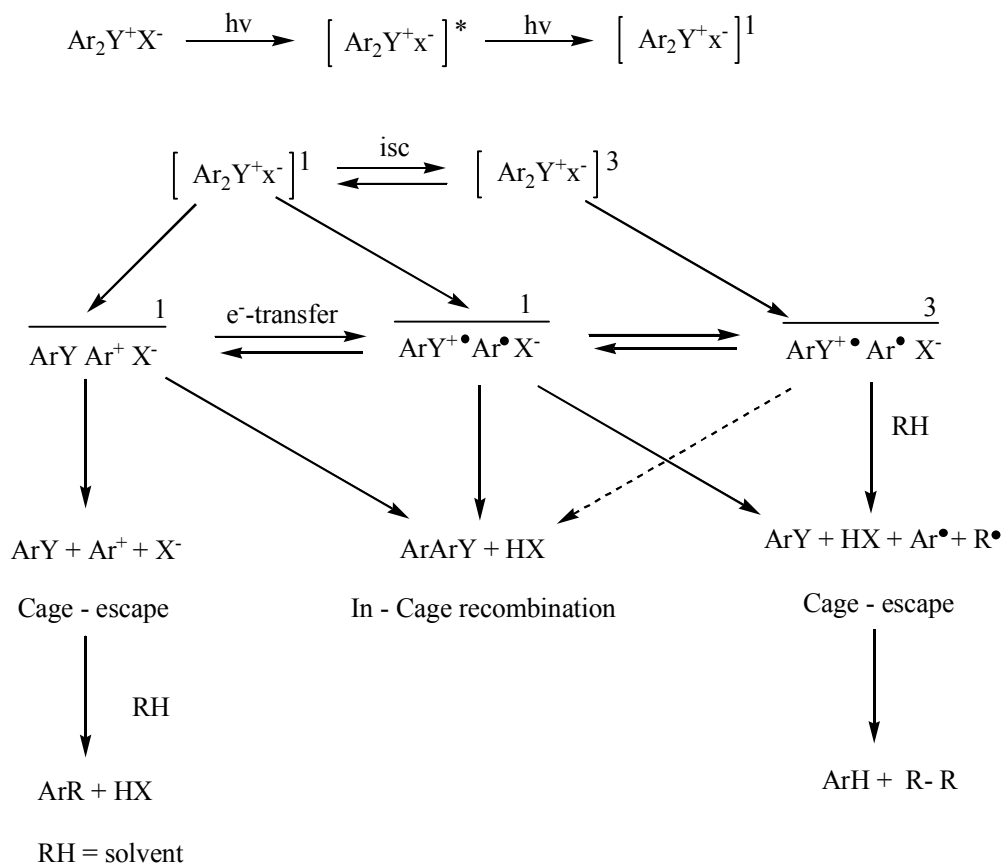 Ar₂Y⁺X⁻ hν [ Ar₂Y⁺x⁻ ]* hν [ Ar₂Y⁺x⁻ ]¹
[ Ar₂Y⁺x⁻ ]¹ isc [ Ar₂Y⁺x⁻ ]³
1 1 3
ArY Ar⁺ X⁻ e⁻-transfer ArY⁺• Ar• X⁻ ArY⁺• Ar• X⁻
RH
ArY + Ar⁺ + X⁻ ArArY + HX ArY + HX + Ar• + R•
Cage - escape In - Cage recombination Cage - escape
RH
ArR + HX ArH + R- R
RH = solvent